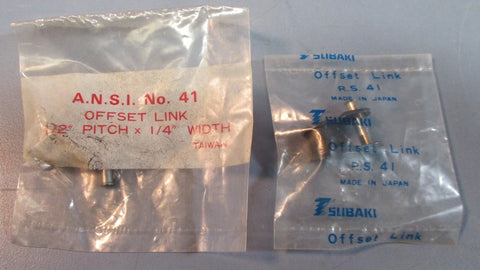 A.N.S.I. No. 41
OFFSET LINK
1/2" PITCH x 1/4" WIDTH
TAIWAN
TSUBAKI
Offset Link
R.S. 41
MADE IN JAPAN
TSUBAKI
Offset Link
R.S. 41
MADE IN JAPAN
TSUBAKI
Offset Link